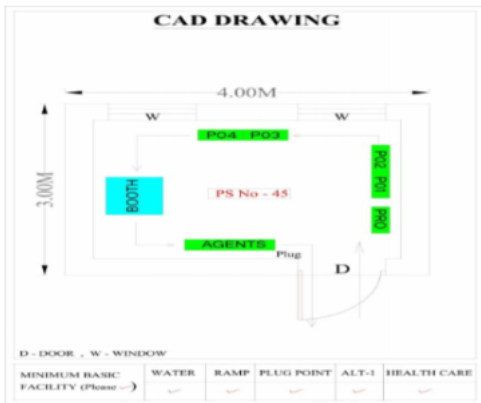 CAD DRAWING
4.00M
W W
PO4 PO3
3.00M
PO2 PO1
BOOTH
PS No - 45
PRO
AGENTS
Plug
D
D - DOOR , W - WINDOW
MINIMUM BASIC FACILITY (Please ✓) WATER RAMP PLUG POINT ALT-1 HEALTH CARE
✓ ✓ ✓ ✓ ✓